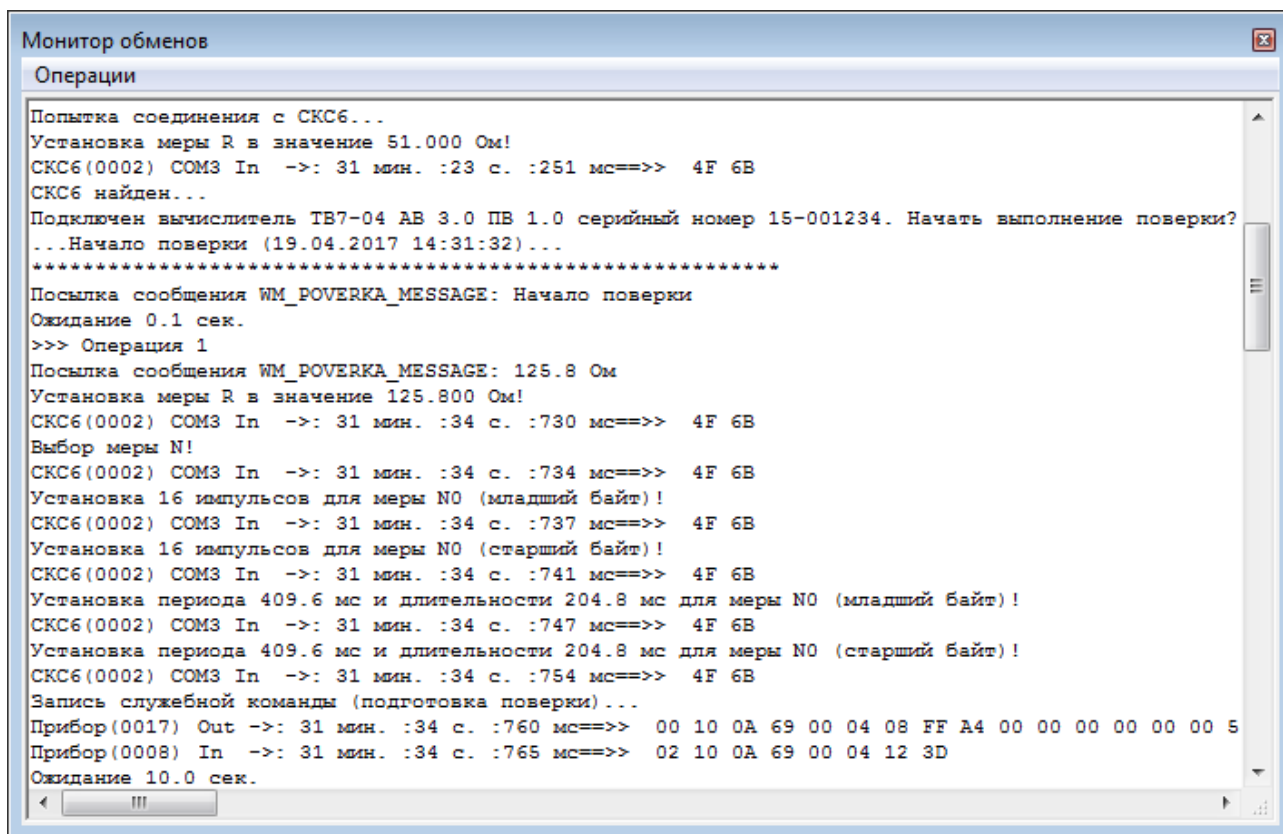 Монитор обменов
Операции
Попытка соединения с СКС6...
Установка меры R в значение 51.000 Ом!
СКС6(0002) COM3 In  ->: 31 мин. :23 с. :251 мс==>>  4F 6B
СКС6 найден...
Подключен вычислитель ТВ7-04 АВ 3.0 ПВ 1.0 серийный номер 15-001234. Начать выполнение поверки?
...Начало поверки (19.04.2017 14:31:32)...
***********************************************************
Посылка сообщения WM_POVERKA_MESSAGE: Начало поверки
Ожидание 0.1 сек.
>>> Операция 1
Посылка сообщения WM_POVERKA_MESSAGE: 125.8 Ом
Установка меры R в значение 125.800 Ом!
СКС6(0002) COM3 In  ->: 31 мин. :34 с. :730 мс==>>  4F 6B
Выбор меры N!
СКС6(0002) COM3 In  ->: 31 мин. :34 с. :734 мс==>>  4F 6B
Установка 16 импульсов для меры N0 (младший байт)!
СКС6(0002) COM3 In  ->: 31 мин. :34 с. :737 мс==>>  4F 6B
Установка 16 импульсов для меры N0 (старший байт)!
СКС6(0002) COM3 In  ->: 31 мин. :34 с. :741 мс==>>  4F 6B
Установка периода 409.6 мс и длительности 204.8 мс для меры N0 (младший байт)!
СКС6(0002) COM3 In  ->: 31 мин. :34 с. :747 мс==>>  4F 6B
Установка периода 409.6 мс и длительности 204.8 мс для меры N0 (старший байт)!
СКС6(0002) COM3 In  ->: 31 мин. :34 с. :754 мс==>>  4F 6B
Запись служебной команды (подготовка поверки)...
Прибор(0017) Out ->: 31 мин. :34 с. :760 мс==>>  00 10 0A 69 00 04 08 FF A4 00 00 00 00 00 00 5
Прибор(0008) In  ->: 31 мин. :34 с. :765 мс==>>  02 10 0A 69 00 04 12 3D
Ожидание 10.0 сек.